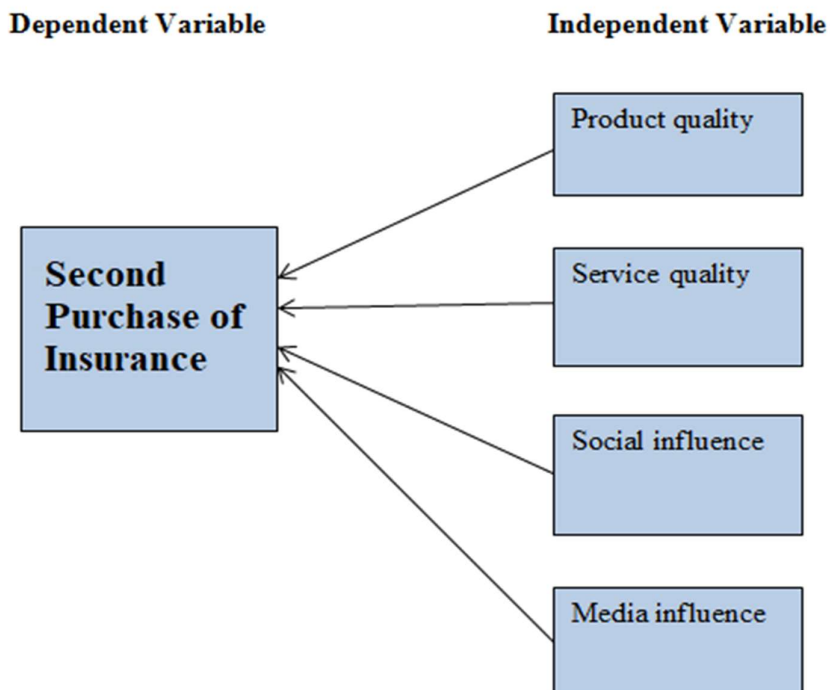 Dependent Variable
Independent Variable
Product quality
Second
Purchase of
Insurance
Service quality
Social influence
Media influence